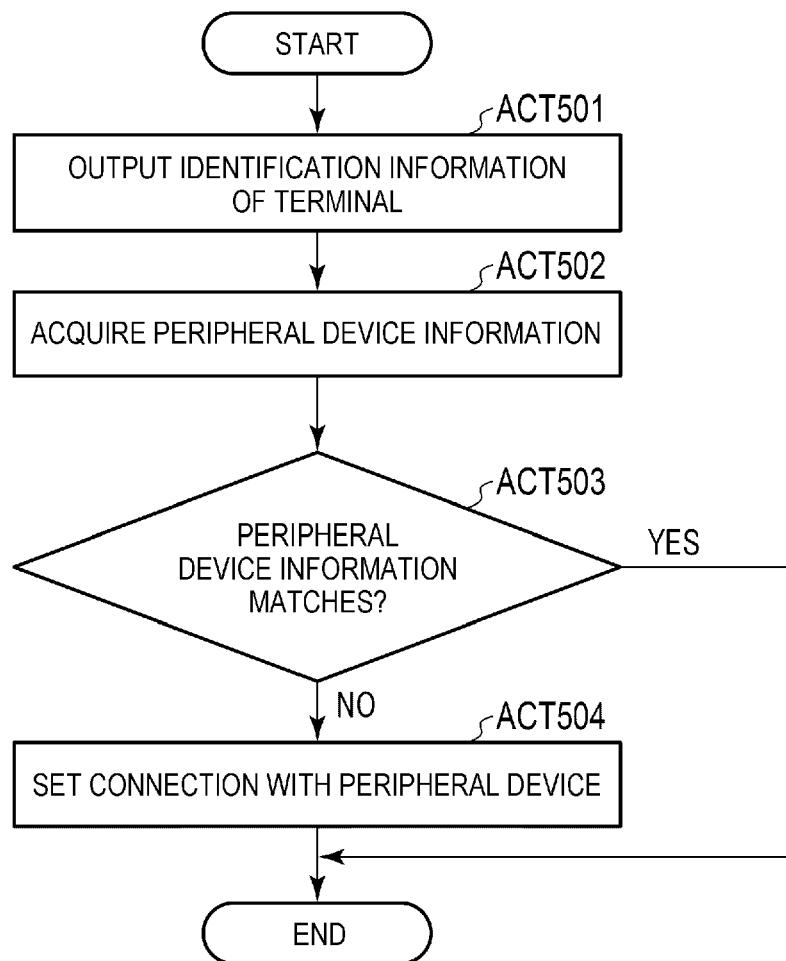 START
ACT501
OUTPUT IDENTIFICATION INFORMATION
OF TERMINAL
ACT502
ACQUIRE PERIPHERAL DEVICE INFORMATION
ACT503
PERIPHERAL
DEVICE INFORMATION
MATCHES?
YES
NO
ACT504
SET CONNECTION WITH PERIPHERAL DEVICE
END